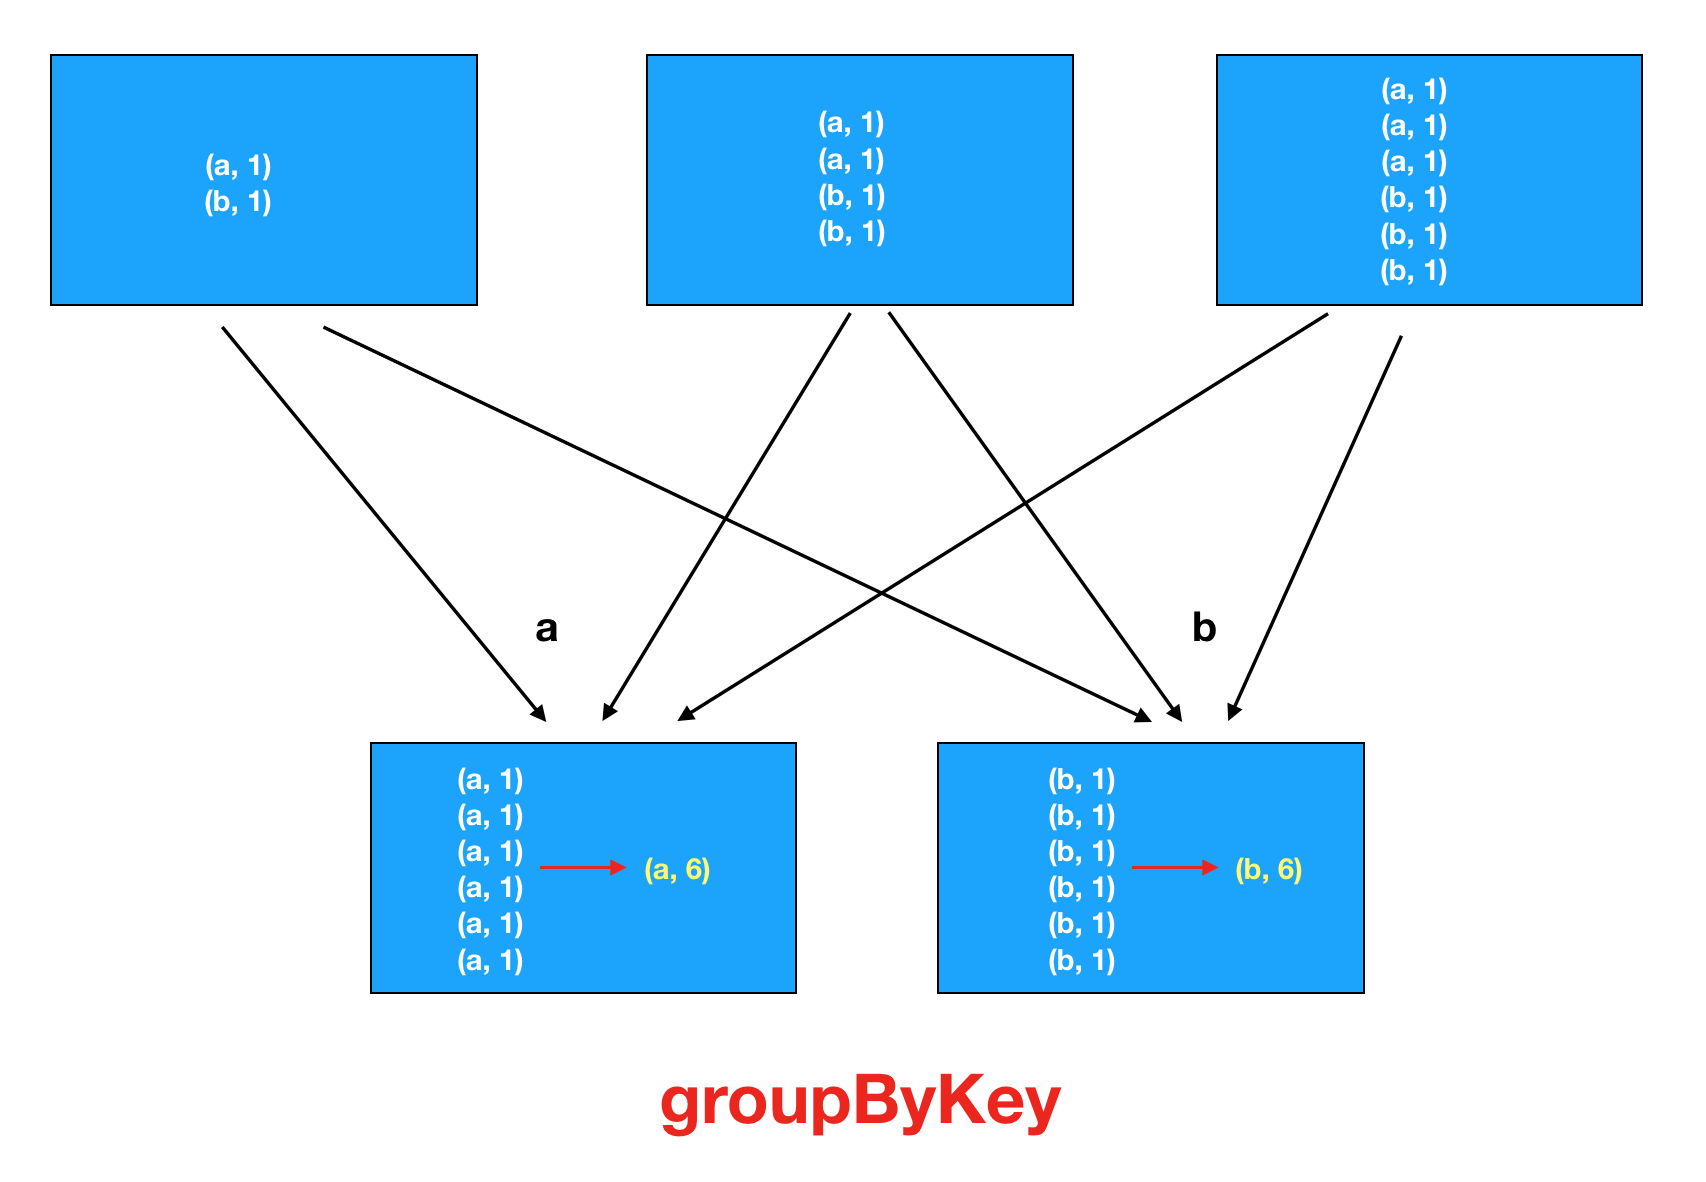 (a, 1)
(b, 1)
(a, 1)
(a, 1)
(b, 1)
(b, 1)
(a, 1)
(a, 1)
(a, 1)
(b, 1)
(b, 1)
(b, 1)
a
b
(a, 1)
(a, 1)
(a, 1)
(a, 1)
(a, 1)
(a, 1)
(a, 6)
(b, 1)
(b, 1)
(b, 1)
(b, 1)
(b, 1)
(b, 1)
(b, 6)
groupByKey